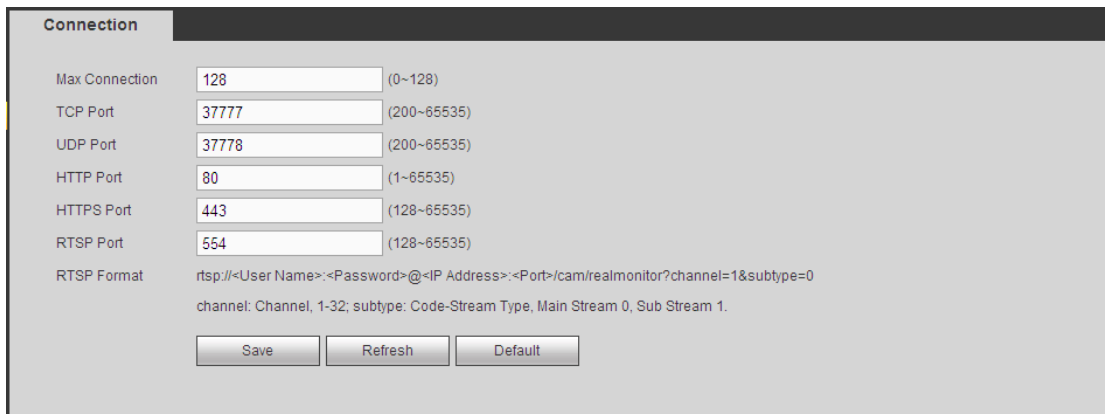 Connection
Max Connection 128 (0~128)
TCP Port 37777 (200~65535)
UDP Port 37778 (200~65535)
HTTP Port 80 (1~65535)
HTTPS Port 443 (128~65535)
RTSP Port 554 (128~65535)
RTSP Format rtsp://<User Name>:<Password>@<IP Address>:<Port>/cam/realmonitor?channel=1&subtype=0
channel: Channel, 1-32; subtype: Code-Stream Type, Main Stream 0, Sub Stream 1.
Save Refresh Default